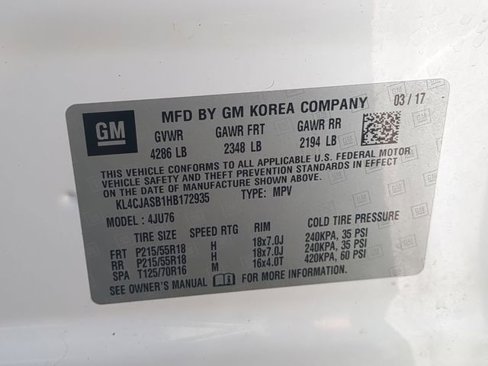 GM
MFD BY GM KOREA COMPANY 03/17
GVWR GAWR FRT GAWR RR
4286 LB 2348 LB 2194 LB
THIS VEHICLE CONFORMS TO ALL APPLICABLE U.S. FEDERAL MOTOR
VEHICLE SAFETY, BUMPER, AND THEFT PREVENTION STANDARDS IN EFFECT ON THE
DATE OF MANUFACTURE SHOWN ABOVE.
KL4CJASB1HB172935 TYPE: MPV
MODEL: 4JU76
TIRE SIZE SPEED RTG RIM COLD TIRE PRESSURE
FRT P215/55R18 H 18x7.0J 240KPA, 35 PSI
RR P215/55R18 H 18x7.0J 240KPA, 35 PSI
SPA T125/70R16 M 16x4.0T 420KPA, 60 PSI
SEE OWNER'S MANUAL FOR MORE INFORMATION